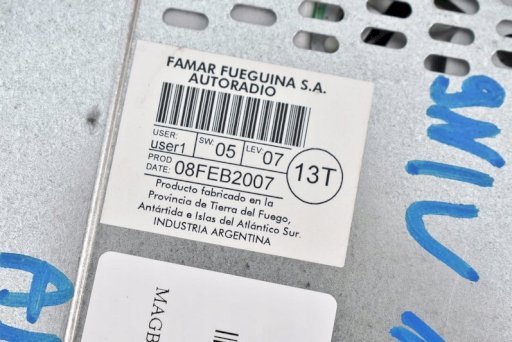 FAMAR FUEGUINA S.A.
AUTORADIO
USER: user1 SW: 05 LEV: 07
PROD DATE: 08FEB2007
13T
Producto fabricado en la
Provincia de Tierra del Fuego,
Antártida e Islas del Atlántico Sur.
INDUSTRIA ARGENTINA